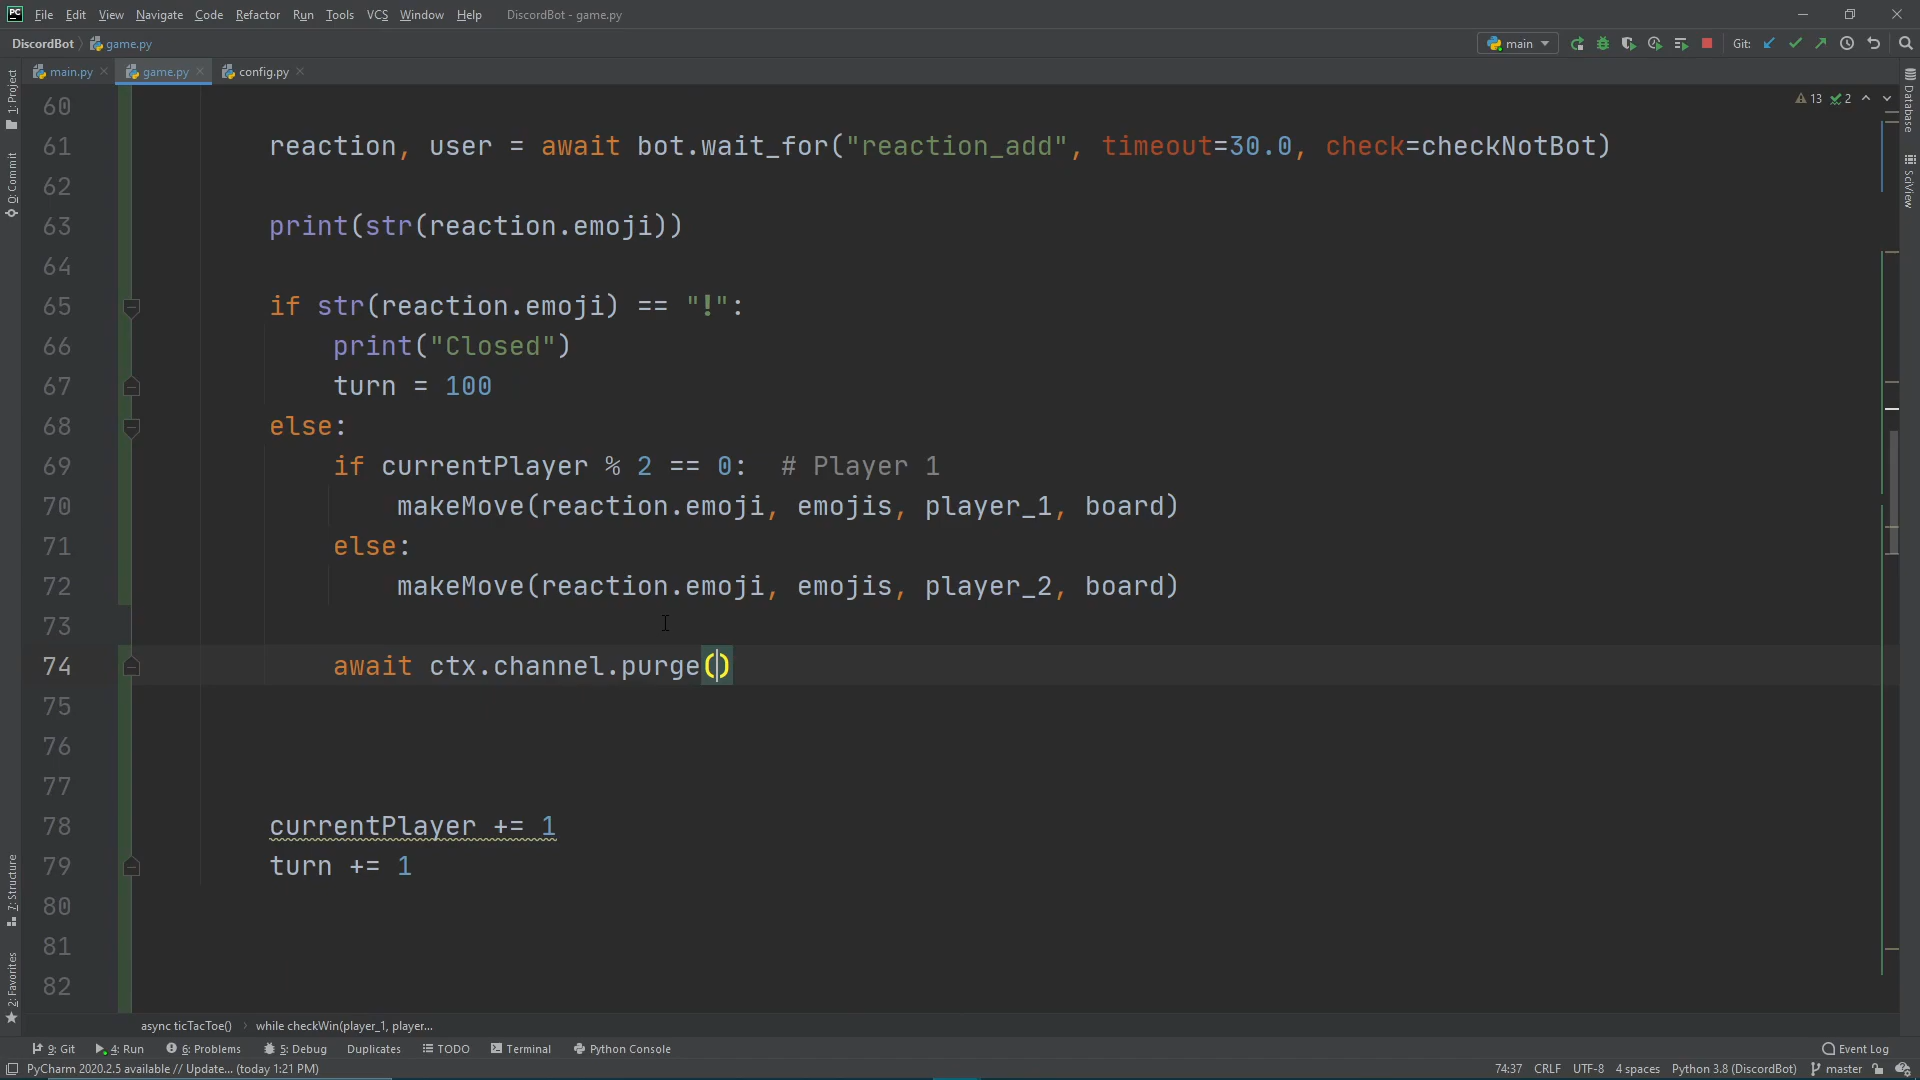 PC File Edit View Navigate Code Refactor Run Tools VCS Window Help DiscordBot - game.py
DiscordBot game.py main Git:
main.py game.py config.py
13 2
60
61 reaction, user = await bot.wait_for("reaction_add", timeout=30.0, check=checkNotBot)
62
63 print(str(reaction.emoji))
64
65 if str(reaction.emoji) == "!":
66 print("Closed")
67 turn = 100
68 else:
69 if currentPlayer % 2 == 0: # Player 1
70 makeMove(reaction.emoji, emojis, player_1, board)
71 else:
72 makeMove(reaction.emoji, emojis, player_2, board)
73
74 await ctx.channel.purge()
75
76
77
78 currentPlayer += 1
79 turn += 1
80
81
82
1: Project
0: Commit
7: Structure
2: Favorites
Database
SciView
async ticTacToe() while checkWin(player_1, player...
9: Git 4: Run 6: Problems 5: Debug Duplicates TODO Terminal Python Console Event Log
PyCharm 2020.2.5 available // Update... (today 1:21 PM) 74:37 CRLF UTF-8 4 spaces Python 3.8 (DiscordBot) master